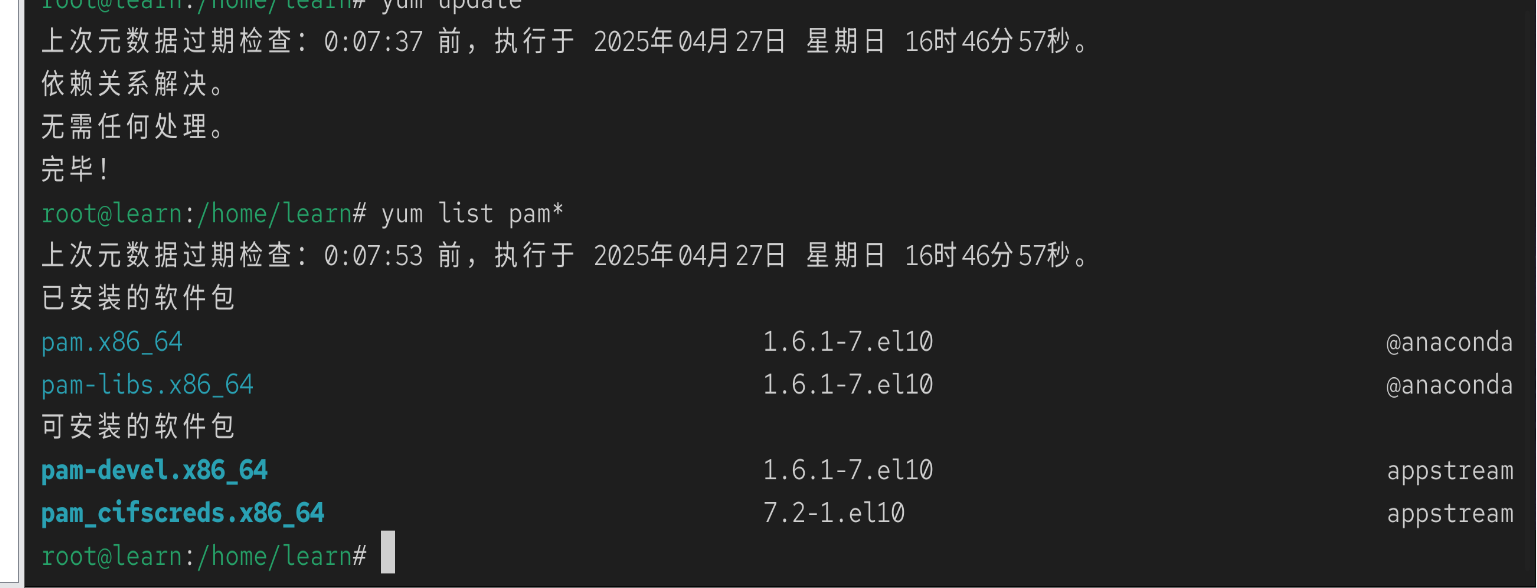 root@learn:/home/learn# yum update
上次元数据过期检查：0:07:37 前，执行于 2025年04月27日 星期日 16时46分57秒。
依赖关系解决。
无需任何处理。
完毕！
root@learn:/home/learn# yum list pam*
上次元数据过期检查：0:07:53 前，执行于 2025年04月27日 星期日 16时46分57秒。
已安装的软件包
pam.x86_64 1.6.1-7.el10 @anaconda
pam-libs.x86_64 1.6.1-7.el10 @anaconda
可安装的软件包
pam-devel.x86_64 1.6.1-7.el10 appstream
pam_cifscreds.x86_64 7.2-1.el10 appstream
root@learn:/home/learn#